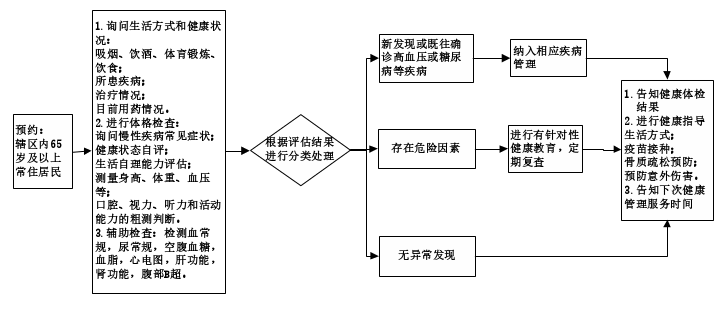 预约：
辖区内65
岁及以上
常住居民
1.询问生活方式和健康状
况：
吸烟、饮酒、体育锻炼、
饮食；
所患疾病；
治疗情况；
目前用药情况。
2.进行体格检查：
询问慢性疾病常见症状；
健康状态自评；
生活自理能力评估；
测量身高、体重、血压
等；
口腔、视力、听力和活动
能力的粗测判断。
3.辅助检查：检测血常
规，尿常规，空腹血糖，
血脂，心电图，肝功能，
肾功能，腹部B超。
根据评估结果
进行分类处理
新发现或既往确
诊高血压或糖尿
病等疾病
纳入相应疾病
管理
存在危险因素
进行有针对性
健康教育，定
期复查
无异常发现
1.告知健康体检
结果
2.进行健康指导
生活方式；
疫苗接种；
骨质疏松预防；
预防意外伤害。
3.告知下次健康
管理服务时间